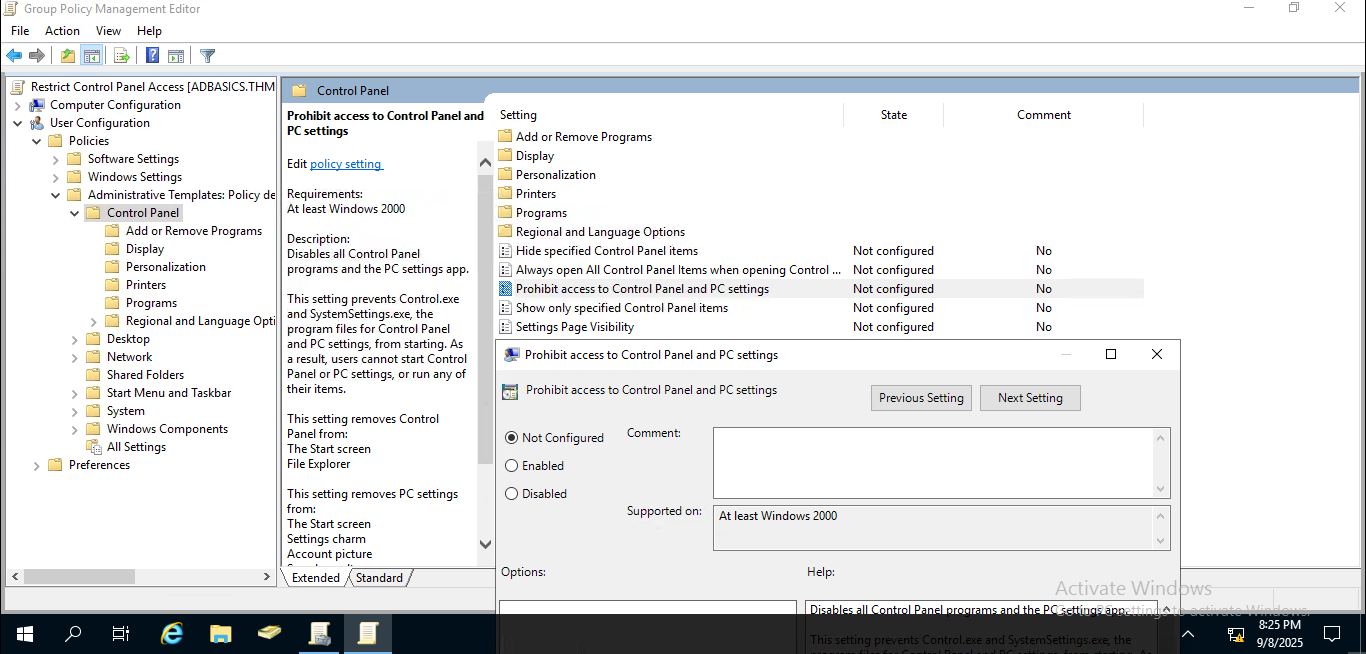 Group Policy Management Editor
File Action View Help
Restrict Control Panel Access [ADBASICS.THM
Computer Configuration
User Configuration
Policies
Software Settings
Windows Settings
Administrative Templates: Policy de
Control Panel
Add or Remove Programs
Display
Personalization
Printers
Programs
Regional and Language Opti
Desktop
Network
Shared Folders
Start Menu and Taskbar
System
Windows Components
All Settings
Preferences
Control Panel
Prohibit access to Control Panel and
PC settings
Edit policy setting
Requirements:
At least Windows 2000
Description:
Disables all Control Panel
programs and the PC settings app.
This setting prevents Control.exe
and SystemSettings.exe, the
program files for Control Panel
and PC settings, from starting. As
a result, users cannot start Control
Panel or PC settings, or run any of
their items.
This setting removes Control
Panel from:
The Start screen
File Explorer
This setting removes PC settings
from:
The Start screen
Settings charm
Account picture
Extended Standard
Setting State Comment
Add or Remove Programs
Display
Personalization
Printers
Programs
Regional and Language Options
Hide specified Control Panel items Not configured No
Always open All Control Panel Items when opening Control ... Not configured No
Prohibit access to Control Panel and PC settings Not configured No
Show only specified Control Panel items Not configured No
Settings Page Visibility Not configured No
Prohibit access to Control Panel and PC settings
Prohibit access to Control Panel and PC settings
Previous Setting Next Setting
Not Configured
Enabled
Disabled
Comment:
Supported on:
At least Windows 2000
Options:
Help:
Disables all Control Panel programs and the PC settings app.
This setting prevents Control.exe and SystemSettings.exe, the
Activate Windows
Go to PC settings to activate Windows.
8:25 PM
9/8/2025